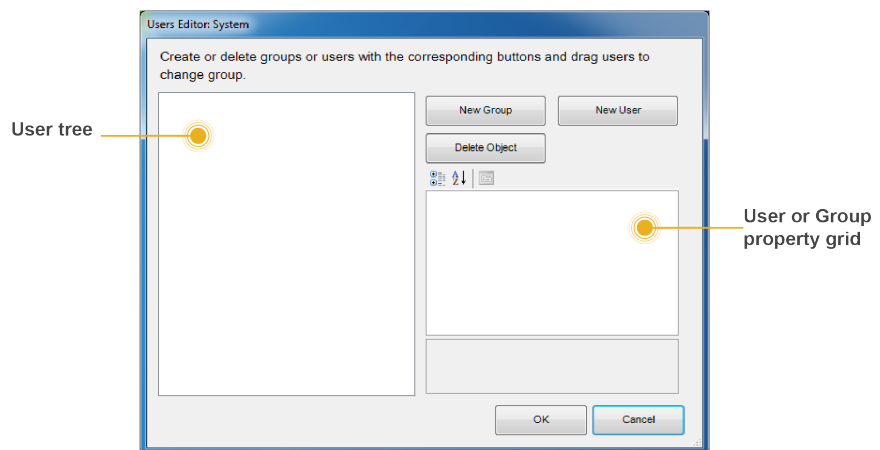 Users Editor: System
Create or delete groups or users with the corresponding buttons and drag users to
change group.
New Group
New User
User tree
Delete Object
A
Z
User or Group
property grid
OK
Cancel